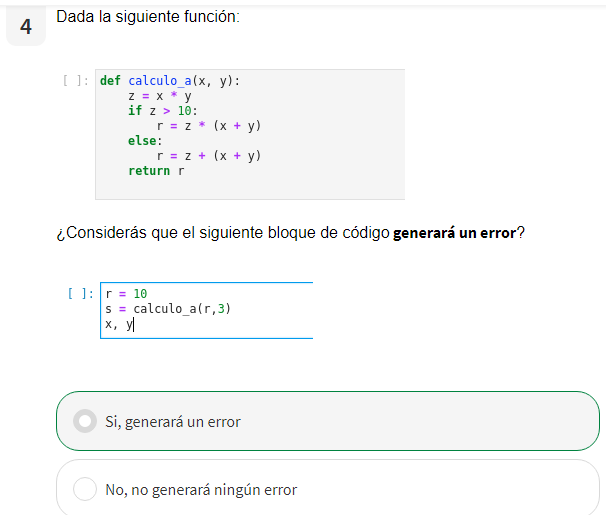 4
Dada la siguiente función:
[ ]: def calculo_a(x, y):
    z = x * y
    if z > 10:
        r = z * (x + y)
    else:
        r = z + (x + y)
    return r
¿Considerás que el siguiente bloque de código generará un error?
[ ]: r = 10
s = calculo_a(r,3)
x, y
Si, generará un error
No, no generará ningún error